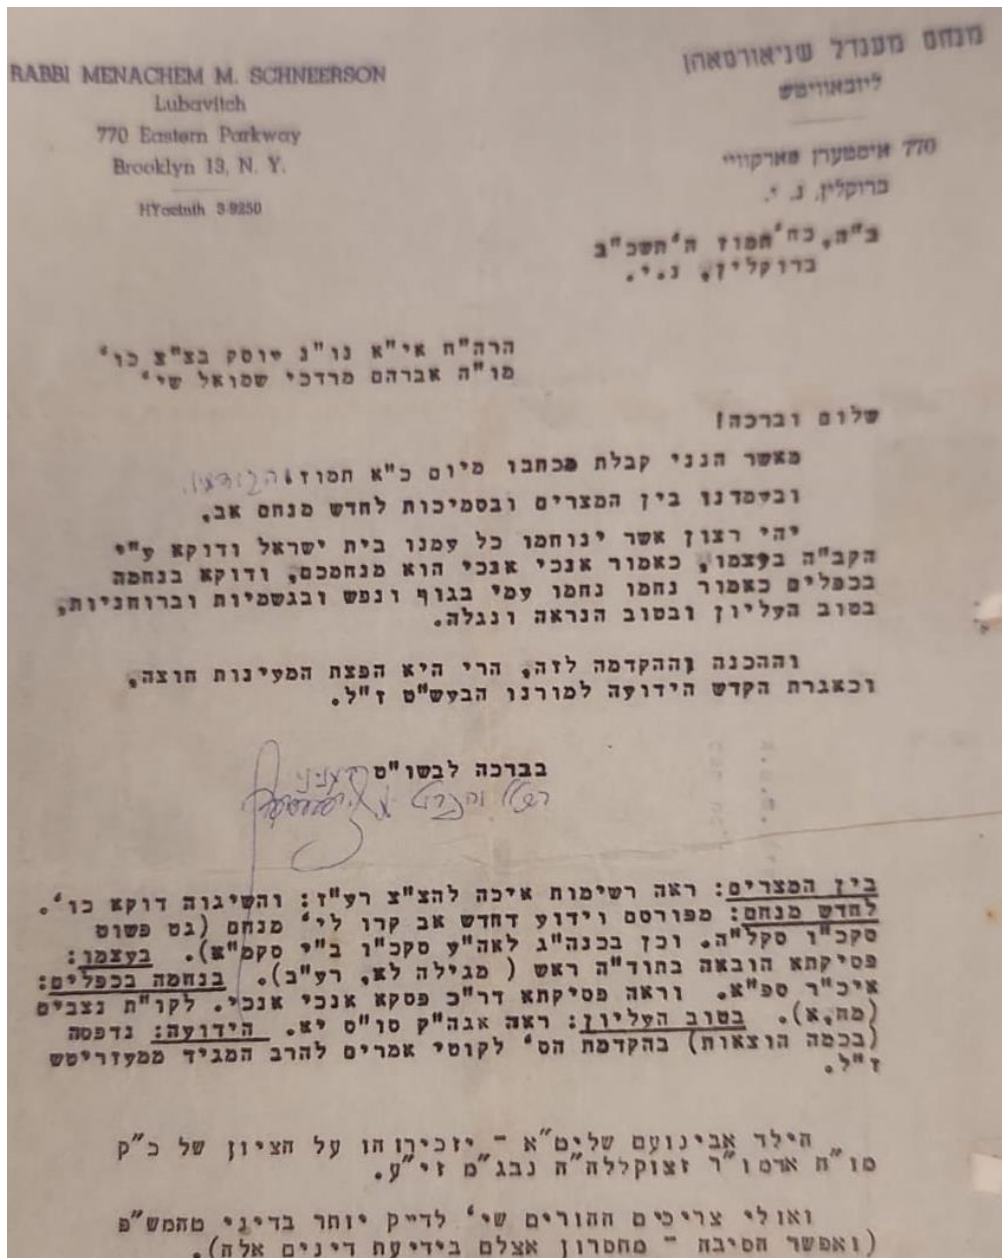 RABBI MENACHEM M. SCHNEERSON
Lubavitch
770 Eastern Parkway
Brooklyn 13, N. Y.
HYacinth 3-9250
מנחם מענדל שניאורסאהן
ליובאוויטש
770 איסטערן פארקוויי
ברוקלין, נ. י.
ב"ה, כח' תמוז ה'תשכ"ב
ברוקלין, נ.י.
הרה"ח אי"א נו"נ עוסק בצ"צ כו'
מו"ה אברהם מרדכי שמואל שי'
שלום וברכה!
מאשר הנני קבלת מכתבו מיום כ"א תמוז
ובעמדנו בין המצרים ובסמיכות לחדש מנחם אב,
יהי רצון אשר ינוחמו כל עמנו בית ישראל ודוקא ע"י
הקב"ה בעצמו, כאמור אנכי אנכי הוא מנחמכם, ודוקא בנחמה
בכפלים כאמור נחמו נחמו עמי בגוף ונפש ובגשמיות וברוחניות,
בטוב העליון ובטוב הנראה ונגלה.
וההכנה וההקדמה לזה, הרי היא הפצת המעינות חוצה,
וכאגרת הקדש הידועה למורנו הבעש"ט ז"ל.
בברכה לבשו"ט
בין המצרים: ראה רשימות איכה להצ"צ רע"ז: והשיגוה דוקא כו'.
לחדש מנחם: מפורסם וידוע דחדש אב קרו לי' מנחם (גט פשוט
סקכ"ו סקל"ה. וכן בכנה"ג לאה"ע סקכ"ו ב"י סקמ"א). בעצמו:
פסיקתא הובאה בתוד"ה ראש (מגילה לא, רע"ב). בנחמה בכפלים:
איכ"ר ספ"א. וראה פסיקתא דר"כ פסקא אנכי אנכי. לקו"ת נצבים
(מח,א). בטוב העליון: ראה אגה"ק סו"ס יא. הידועה: נדפסה
(בכמה הוצאות) בהקדמת הס' לקוטי אמרים להרב המגיד ממעזריטש
ז"ל.
הילד אבינועם שליט"א - יזכירוהו על הציון של כ"ק
מו"ח אדמו"ר זצוקללה"ה נבג"מ זי"ע.
ואולי צריכים ההורים שי' לדייק יותר בדיני טהמש"פ
(ואפשר הסיבה - מחסרון אצלם בידיעת דינים אלה).